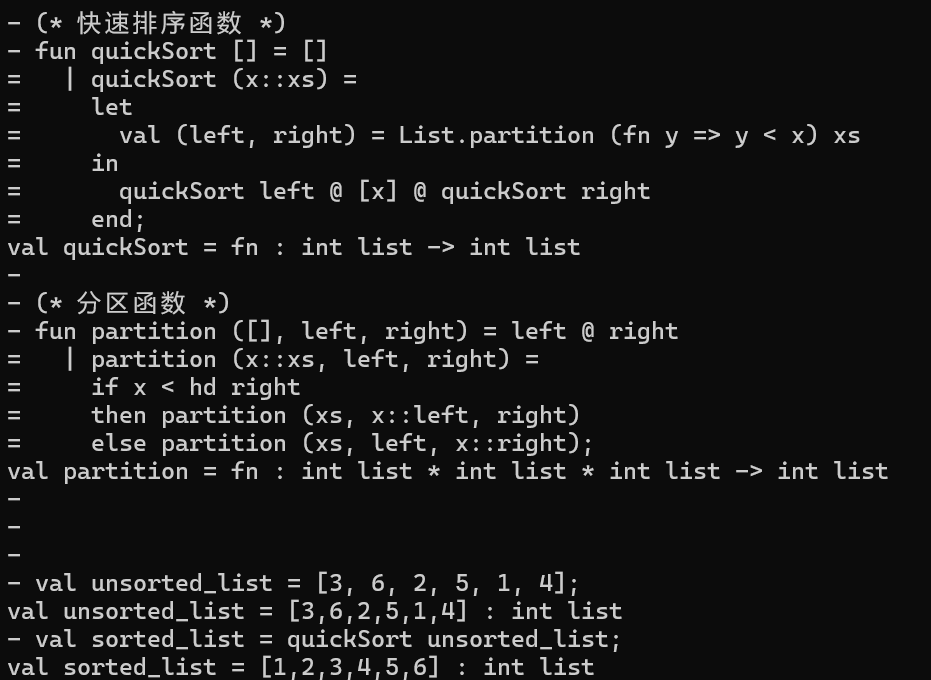 - (* 快速排序函数 *)
- fun quickSort [] = []
=   | quickSort (x::xs) =
=     let
=       val (left, right) = List.partition (fn y => y < x) xs
=     in
=       quickSort left @ [x] @ quickSort right
=     end;
val quickSort = fn : int list -> int list
-
- (* 分区函数 *)
- fun partition ([], left, right) = left @ right
=   | partition (x::xs, left, right) =
=     if x < hd right
=     then partition (xs, x::left, right)
=     else partition (xs, left, x::right);
val partition = fn : int list * int list * int list -> int list
-
-
-
- val unsorted_list = [3, 6, 2, 5, 1, 4];
val unsorted_list = [3,6,2,5,1,4] : int list
- val sorted_list = quickSort unsorted_list;
val sorted_list = [1,2,3,4,5,6] : int list